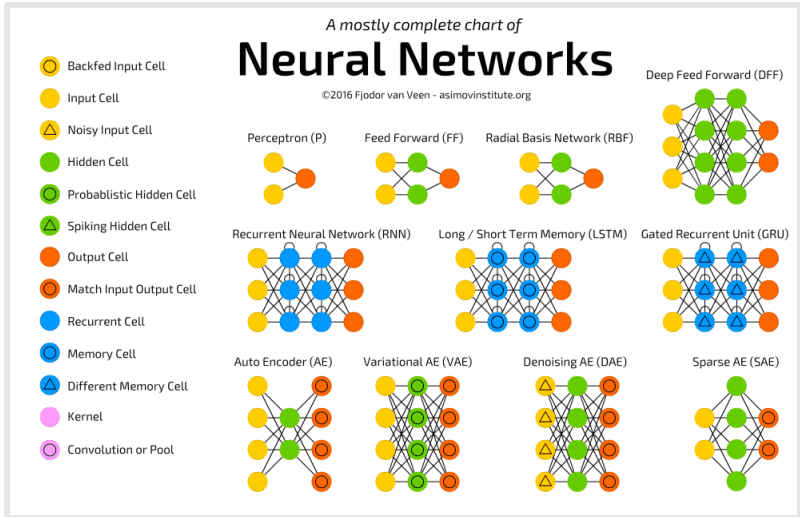 A mostly complete chart of
Neural Networks
©2016 Fjodor van Veen - asimovinstitute.org
Backfed Input Cell
Input Cell
Noisy Input Cell
Hidden Cell
Probablistic Hidden Cell
Spiking Hidden Cell
Output Cell
Match Input Output Cell
Recurrent Cell
Memory Cell
Different Memory Cell
Kernel
Convolution or Pool
Perceptron (P)
Feed Forward (FF)
Radial Basis Network (RBF)
Deep Feed Forward (DFF)
Recurrent Neural Network (RNN)
Long / Short Term Memory (LSTM)
Gated Recurrent Unit (GRU)
Auto Encoder (AE)
Variational AE (VAE)
Denoising AE (DAE)
Sparse AE (SAE)